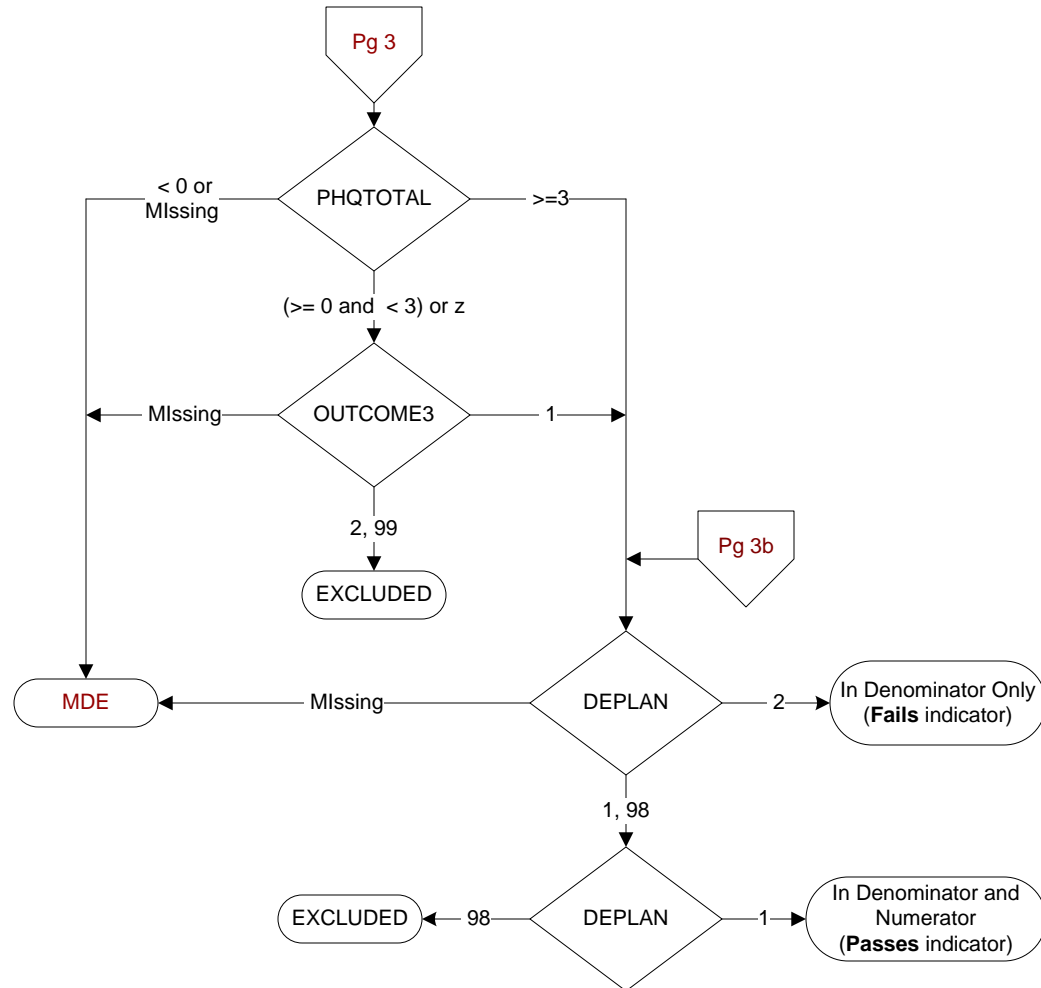 Pg 3
< 0 or
MIssing
PHQTOTAL
>=3
(>= 0 and < 3) or z
MIssing
OUTCOME3
1
2, 99
Pg 3b
EXCLUDED
MDE
MIssing
DEPLAN
2
In Denominator Only
(Fails indicator)
1, 98
EXCLUDED
98
DEPLAN
1
In Denominator and
Numerator
(Passes indicator)